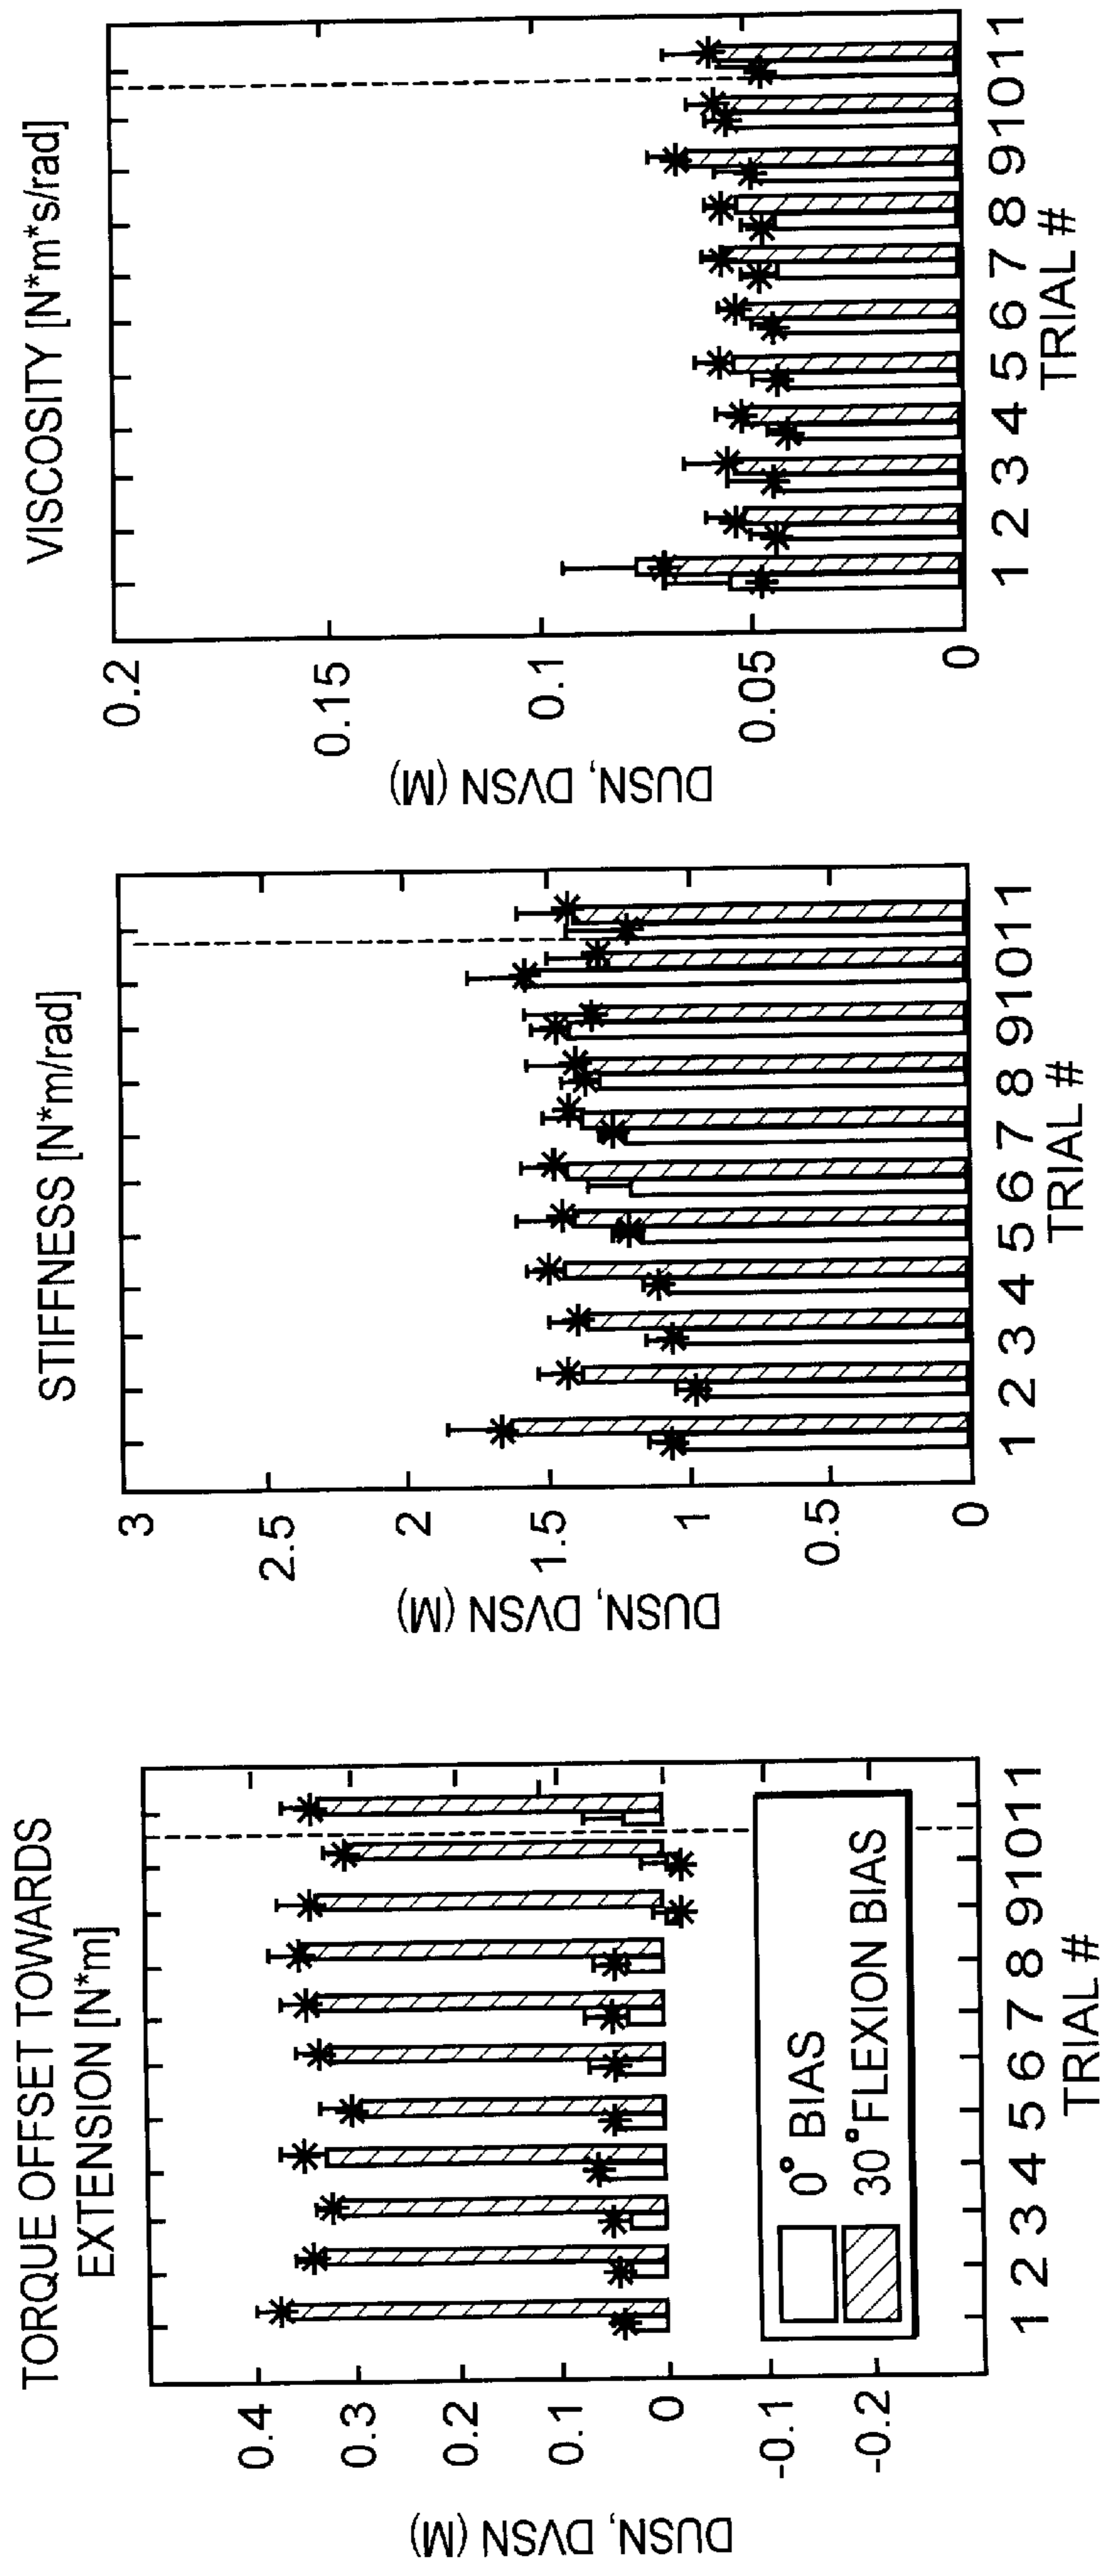 TORQUE OFFSET TOWARDS
EXTENSION [N*m]
DUSN, DVSN (M)
0.4
0.3
0.2
0.1
0
-0.1
-0.2
0° BIAS
30° FLEXION BIAS
1 2 3 4 5 6 7 8 9 10 11
TRIAL #
STIFFNESS [N*m/rad]
DUSN, DVSN (M)
3
2.5
2
1.5
1
0.5
0
1 2 3 4 5 6 7 8 9 10 11
TRIAL #
VISCOSITY [N*m*s/rad]
DUSN, DVSN (M)
0.2
0.15
0.1
0.05
0
1 2 3 4 5 6 7 8 9 10 11
TRIAL #